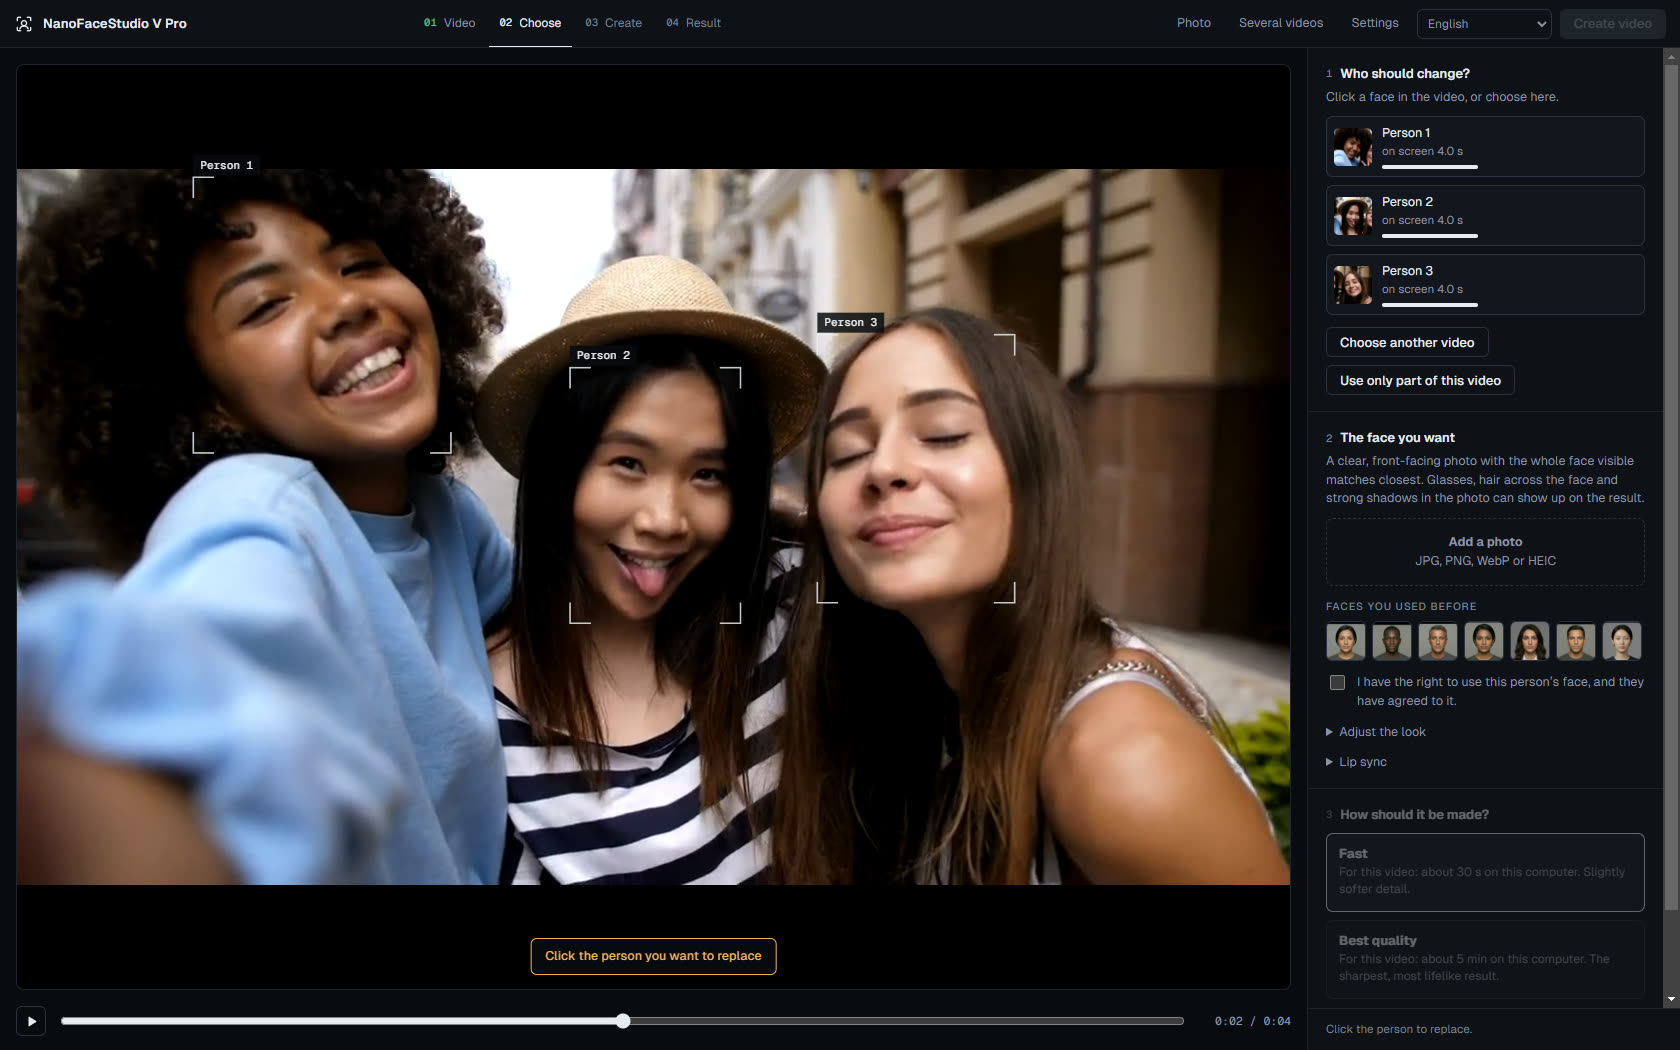 NanoFaceStudio V Pro
01 Video
02 Choose
03 Create
04 Result
Photo
Several videos
Settings
English
Create video
Person 1
Person 2
Person 3
Click the person you want to replace
0:02 / 0:04
1 Who should change?
Click a face in the video, or choose here.
Person 1
on screen 4.0 s
Person 2
on screen 4.0 s
Person 3
on screen 4.0 s
Choose another video
Use only part of this video
2 The face you want
A clear, front-facing photo with the whole face visible
matches closest. Glasses, hair across the face and
strong shadows in the photo can show up on the result.
Add a photo
JPG, PNG, WebP or HEIC
FACES YOU USED BEFORE
I have the right to use this person's face, and they
have agreed to it.
Adjust the look
Lip sync
3 How should it be made?
Fast
For this video: about 30 s on this computer. Slightly
softer detail.
Best quality
For this video: about 5 min on this computer. The
sharpest, most lifelike result.
Click the person to replace.